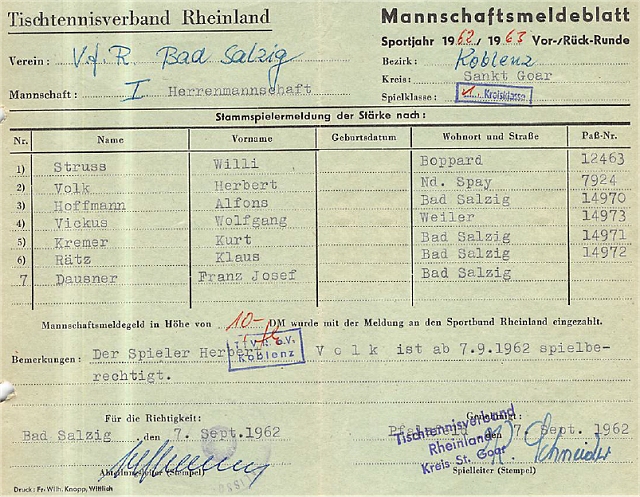 Tischtennisverband Rheinland
Mannschaftsmeldeblatt
Sportjahr 1962 / 1963 Vor-/Rück-Runde
Verein : V.f.R. Bad Salzig
Bezirk : Koblenz
Kreis: Sankt Goar
Mannschaft : I Herrenmannschaft
Spielklasse : Kreisklasse
Stammspielermeldung der Stärke nach:
Nr. Name Vorname Geburtsdatum Wohnort und Straße Paß-Nr.
1) Struss Willi Boppard 12463
2) Volk Herbert Nd. Spay 7924
3) Hoffmann Alfons Bad Salzig 14970
4) Vickus Wolfgang Weiler 14973
5) Kremer Kurt Bad Salzig 14971
6) Rätz Klaus Bad Salzig 14972
7 Dausner Franz Josef Bad Salzig
Mannschaftsmeldegeld in Höhe von 10,- DM wurde mit der Meldung an den Sportbund Rheinland eingezahlt.
Koblenz
Bemerkungen : Der Spieler Herbert Volk ist ab 7.9.1962 spielbe-
rechtigt.
Für die Richtigkeit :
Bad Salzig, den 7. Sept.1962
den 7. Sept. 1962
Tischtennisverband
Rheinland
Kreis St. Goar
Schneider
Abteilungsleiter (Stempel)
Spielleiter (Stempel)
Druck: Fr. Wilh. Knopp, Wittlich